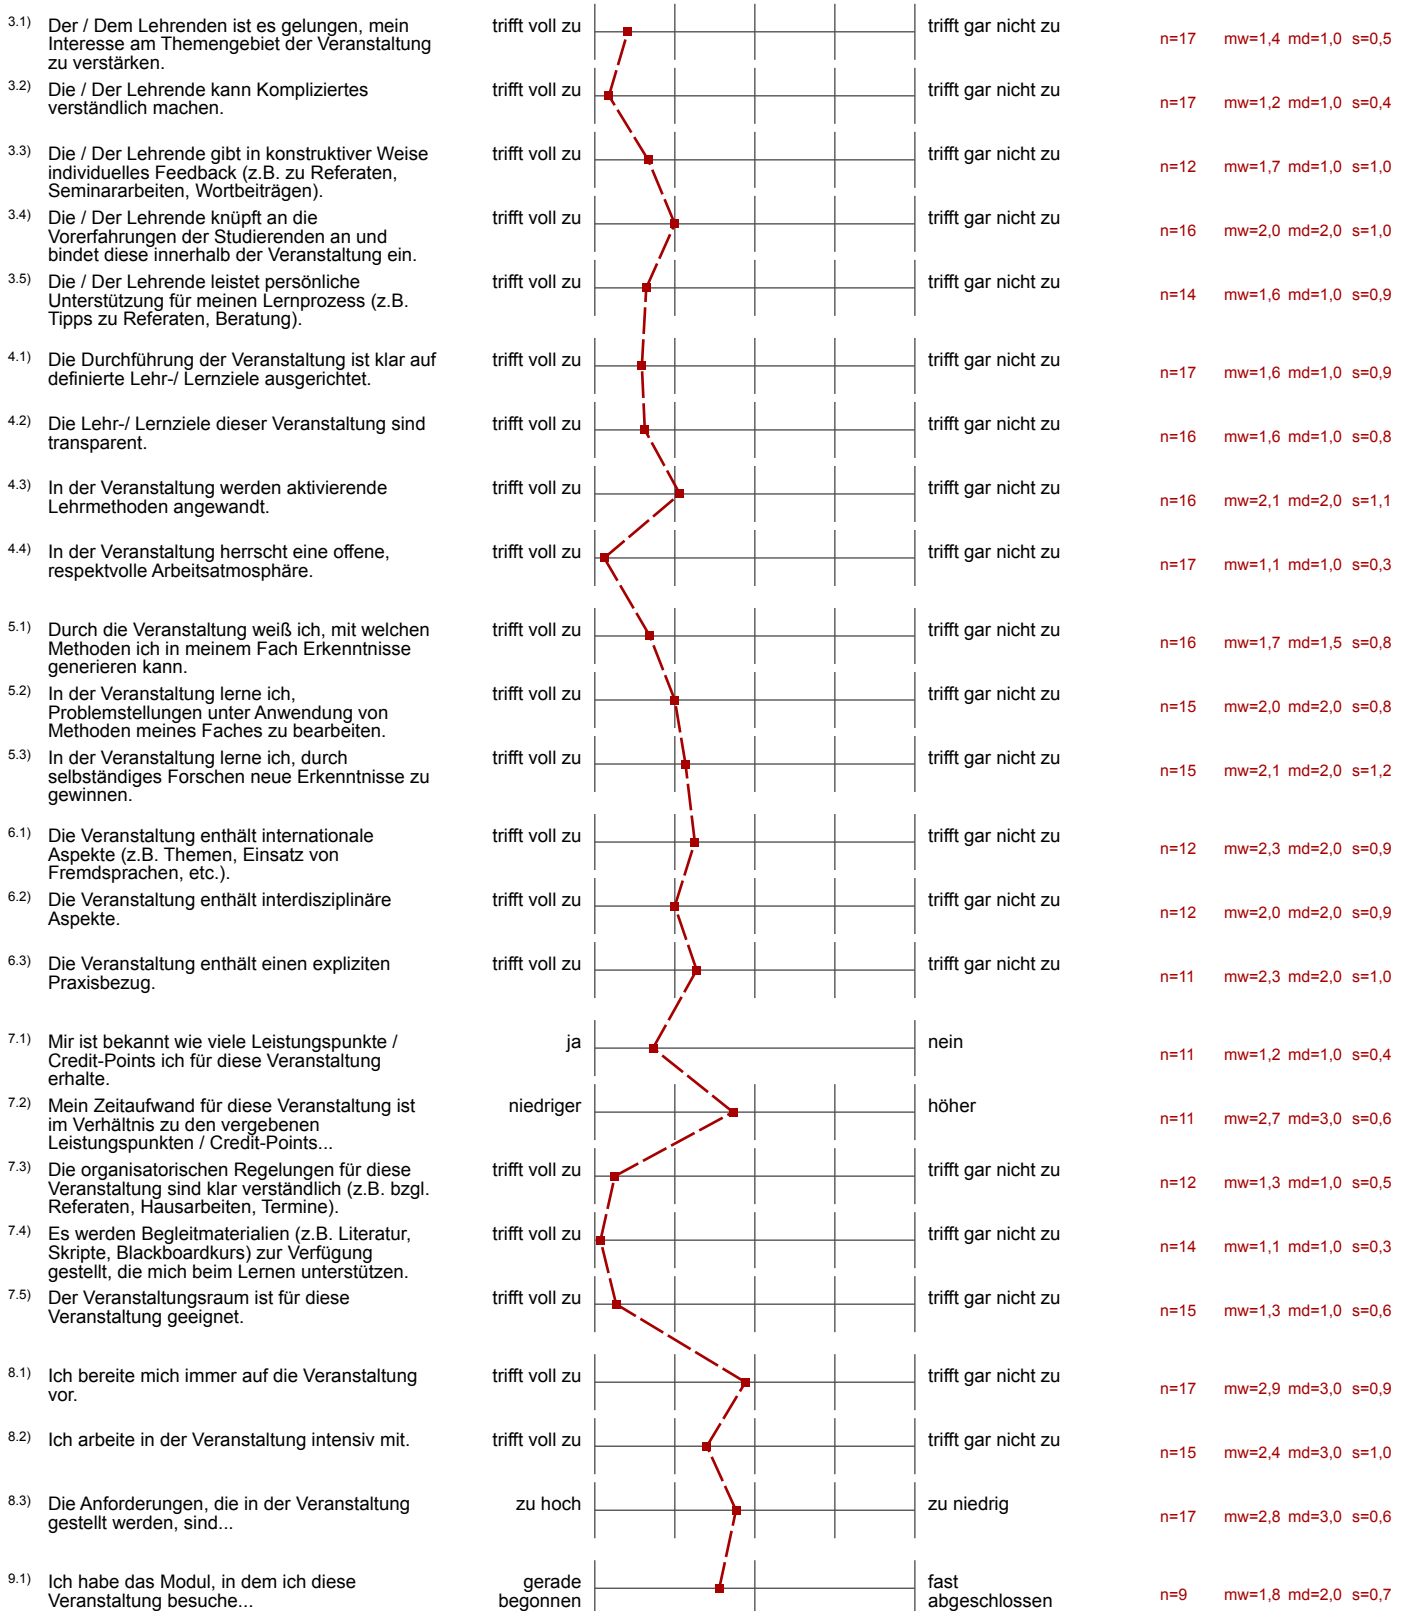 3.1) Der / Dem Lehrenden ist es gelungen, mein trifft voll zu trifft gar nicht zu
Interesse am Themengebiet der Veranstaltung n=17 mw=1,4 md=1,0 s=0,5
zu verstärken.
3.2) Die / Der Lehrende kann Kompliziertes trifft voll zu trifft gar nicht zu
verständlich machen. n=17 mw=1,2 md=1,0 s=0,4
3.3) Die / Der Lehrende gibt in konstruktiver Weise trifft voll zu trifft gar nicht zu
individuelles Feedback (z.B. zu Referaten, n=12 mw=1,7 md=1,0 s=1,0
Seminararbeiten, Wortbeiträgen).
3.4) Die / Der Lehrende knüpft an die trifft voll zu trifft gar nicht zu
Vorerfahrungen der Studierenden an und n=16 mw=2,0 md=2,0 s=1,0
bindet diese innerhalb der Veranstaltung ein.
3.5) Die / Der Lehrende leistet persönliche trifft voll zu trifft gar nicht zu
Unterstützung für meinen Lernprozess (z.B. n=14 mw=1,6 md=1,0 s=0,9
Tipps zu Referaten, Beratung).
4.1) Die Durchführung der Veranstaltung ist klar auf trifft voll zu trifft gar nicht zu
definierte Lehr-/ Lernziele ausgerichtet. n=17 mw=1,6 md=1,0 s=0,9
4.2) Die Lehr-/ Lernziele dieser Veranstaltung sind trifft voll zu trifft gar nicht zu
transparent. n=16 mw=1,6 md=1,0 s=0,8
4.3) In der Veranstaltung werden aktivierende trifft voll zu trifft gar nicht zu
Lehrmethoden angewandt. n=16 mw=2,1 md=2,0 s=1,1
4.4) In der Veranstaltung herrscht eine offene, trifft voll zu trifft gar nicht zu
respektvolle Arbeitsatmosphäre. n=17 mw=1,1 md=1,0 s=0,3
5.1) Durch die Veranstaltung weiß ich, mit welchen trifft voll zu trifft gar nicht zu
Methoden ich in meinem Fach Erkenntnisse n=16 mw=1,7 md=1,5 s=0,8
generieren kann.
5.2) In der Veranstaltung lerne ich, trifft voll zu trifft gar nicht zu
Problemstellungen unter Anwendung von n=15 mw=2,0 md=2,0 s=0,8
Methoden meines Faches zu bearbeiten.
5.3) In der Veranstaltung lerne ich, durch trifft voll zu trifft gar nicht zu
selbständiges Forschen neue Erkenntnisse zu n=15 mw=2,1 md=2,0 s=1,2
gewinnen.
6.1) Die Veranstaltung enthält internationale trifft voll zu trifft gar nicht zu
Aspekte (z.B. Themen, Einsatz von n=12 mw=2,3 md=2,0 s=0,9
Fremdsprachen, etc.).
6.2) Die Veranstaltung enthält interdisziplinäre trifft voll zu trifft gar nicht zu
Aspekte. n=12 mw=2,0 md=2,0 s=0,9
6.3) Die Veranstaltung enthält einen expliziten trifft voll zu trifft gar nicht zu
Praxisbezug. n=11 mw=2,3 md=2,0 s=1,0
7.1) Mir ist bekannt wie viele Leistungspunkte / ja nein
Credit-Points ich für diese Veranstaltung n=11 mw=1,2 md=1,0 s=0,4
erhalte.
7.2) Mein Zeitaufwand für diese Veranstaltung ist niedriger höher
im Verhältnis zu den vergebenen n=11 mw=2,7 md=3,0 s=0,6
Leistungspunkten / Credit-Points...
7.3) Die organisatorischen Regelungen für diese trifft voll zu trifft gar nicht zu
Veranstaltung sind klar verständlich (z.B. bzgl. n=12 mw=1,3 md=1,0 s=0,5
Referaten, Hausarbeiten, Termine).
7.4) Es werden Begleitmaterialien (z.B. Literatur, trifft voll zu trifft gar nicht zu
Skripte, Blackboardkurs) zur Verfügung n=14 mw=1,1 md=1,0 s=0,3
gestellt, die mich beim Lernen unterstützen.
7.5) Der Veranstaltungsraum ist für diese trifft voll zu trifft gar nicht zu
Veranstaltung geeignet. n=15 mw=1,3 md=1,0 s=0,6
8.1) Ich bereite mich immer auf die Veranstaltung trifft voll zu trifft gar nicht zu
vor. n=17 mw=2,9 md=3,0 s=0,9
8.2) Ich arbeite in der Veranstaltung intensiv mit. trifft voll zu trifft gar nicht zu
n=15 mw=2,4 md=3,0 s=1,0
8.3) Die Anforderungen, die in der Veranstaltung zu hoch zu niedrig
gestellt werden, sind... n=17 mw=2,8 md=3,0 s=0,6
9.1) Ich habe das Modul, in dem ich diese gerade fast
Veranstaltung besuche... begonnen abgeschlossen n=9 mw=1,8 md=2,0 s=0,7